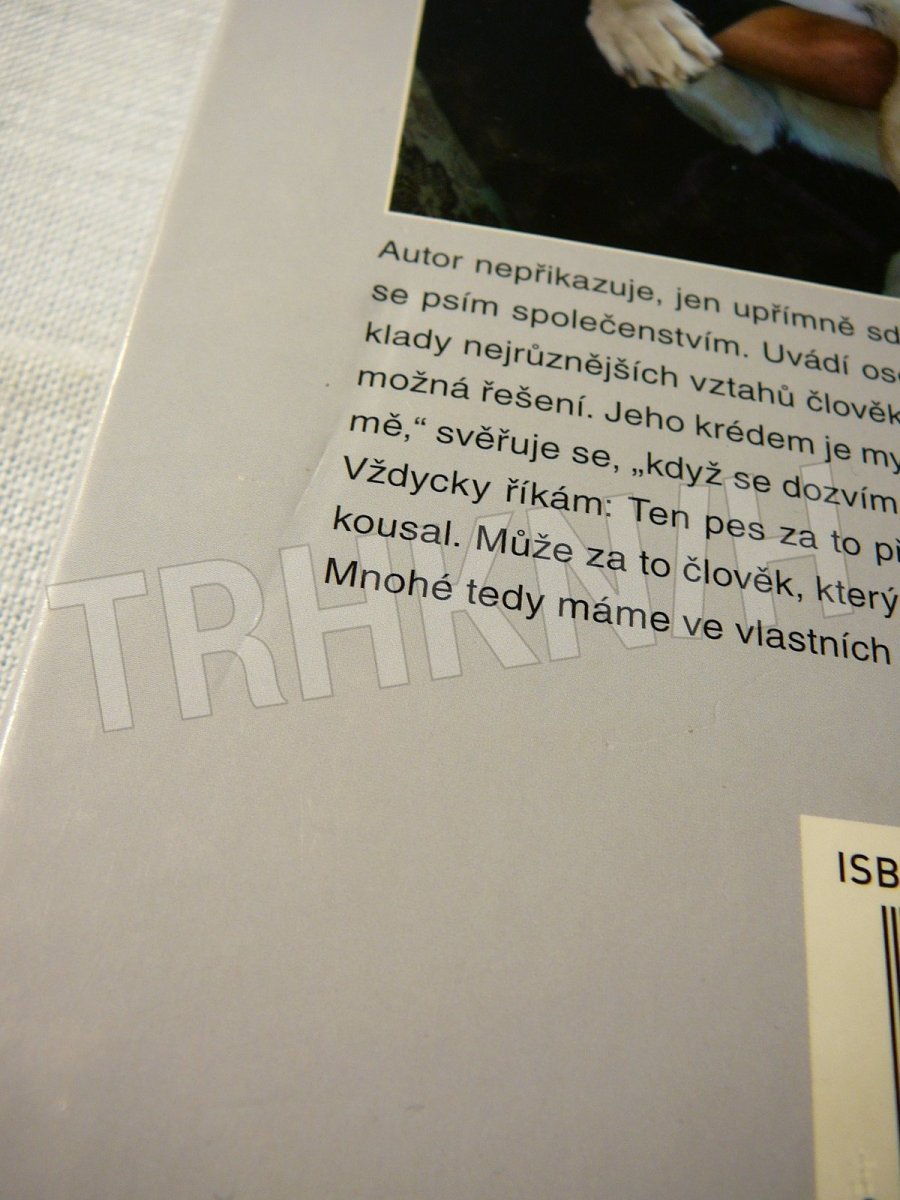 Autor nepřikazuje, jen upřímně sd
se psím společenstvím. Uvádí os
klady nejrůznějších vztahů člověk
možná řešení. Jeho krédem je my
mě,“ svěřuje se, „když se dozvím
Vždycky říkám: Ten pes za to p
kousal. Může za to člověk, který
Mnohé tedy máme ve vlastních
TRHKNIH
ISB